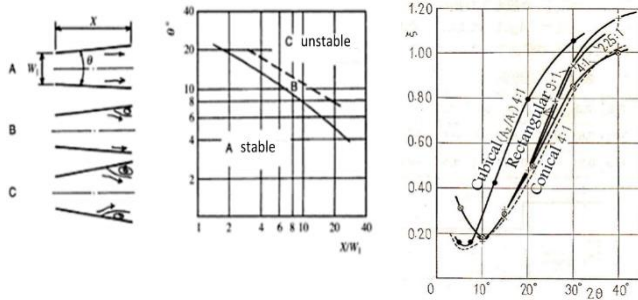 X
A
W₁
θ
B
C
θ°
40
20
10
8
6
4
2
C unstable
B
A stable
1
2
4
6
8
10
20
40
X/W₁
ξ
1.20
1.00
0.80
0.60
0.40
0.20
0
10°
20°
30°
2θ
40°
Cubical (A₂/A₁) 4:1
Rectangular 9:1
4:1
2·25:1
Conical 4:1